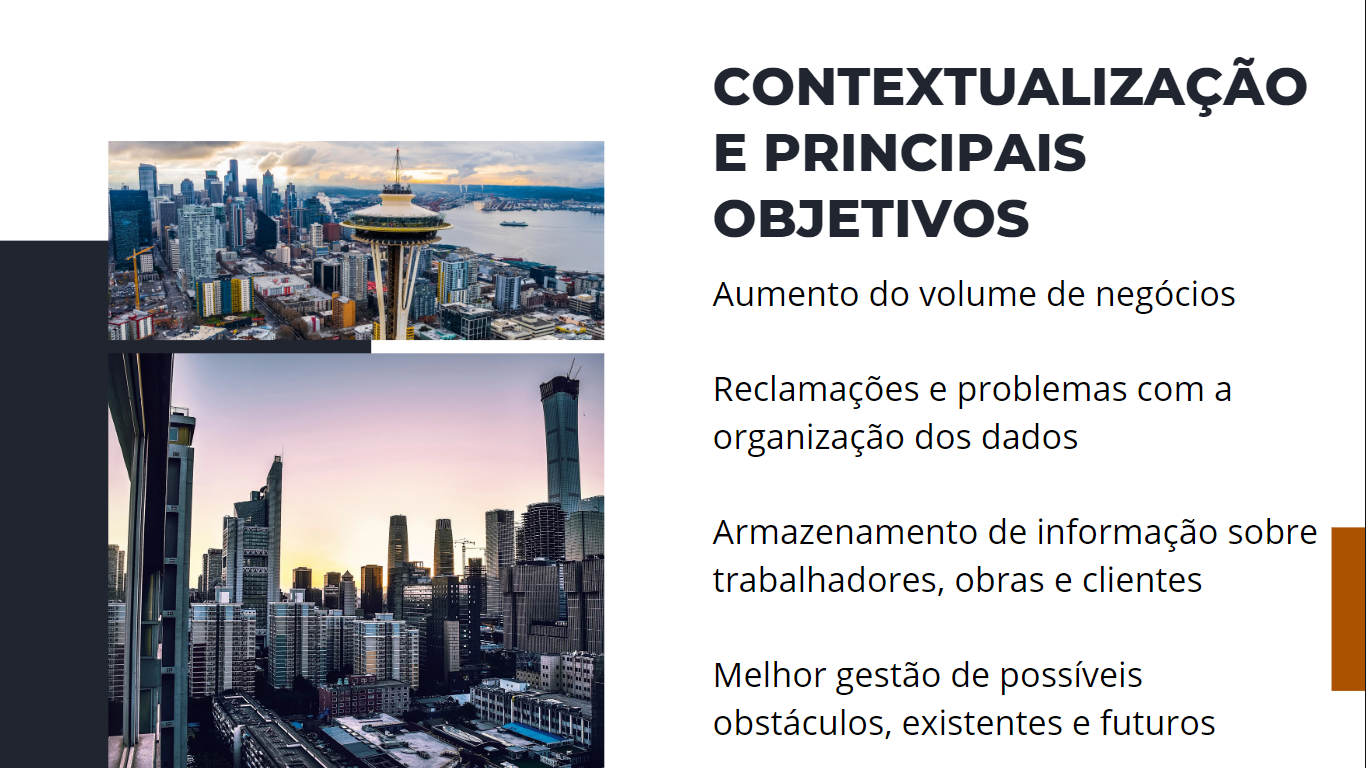 CONTEXTUALIZAÇÃO
E PRINCIPAIS
OBJETIVOS
Aumento do volume de negócios
Reclamações e problemas com a
organização dos dados
Armazenamento de informação sobre
trabalhadores, obras e clientes
Melhor gestão de possíveis
obstáculos, existentes e futuros